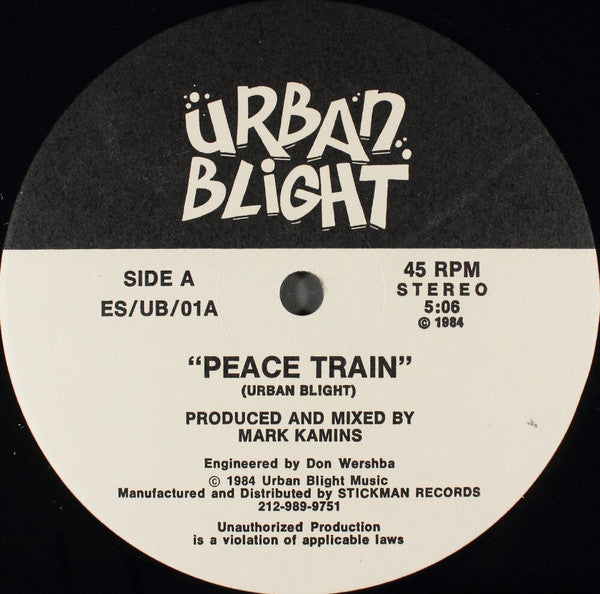 URBAN
BLIGHT
SIDE A
ES/UB/01A
45 RPM
STEREO
5:06
© 1984
“PEACE TRAIN”
(URBAN BLIGHT)
PRODUCED AND MIXED BY
MARK KAMINS
Engineered by Don Wershba
© 1984 Urban Blight Music
Manufactured and Distributed by STICKMAN RECORDS
212-989-9751
Unauthorized Production
is a violation of applicable laws